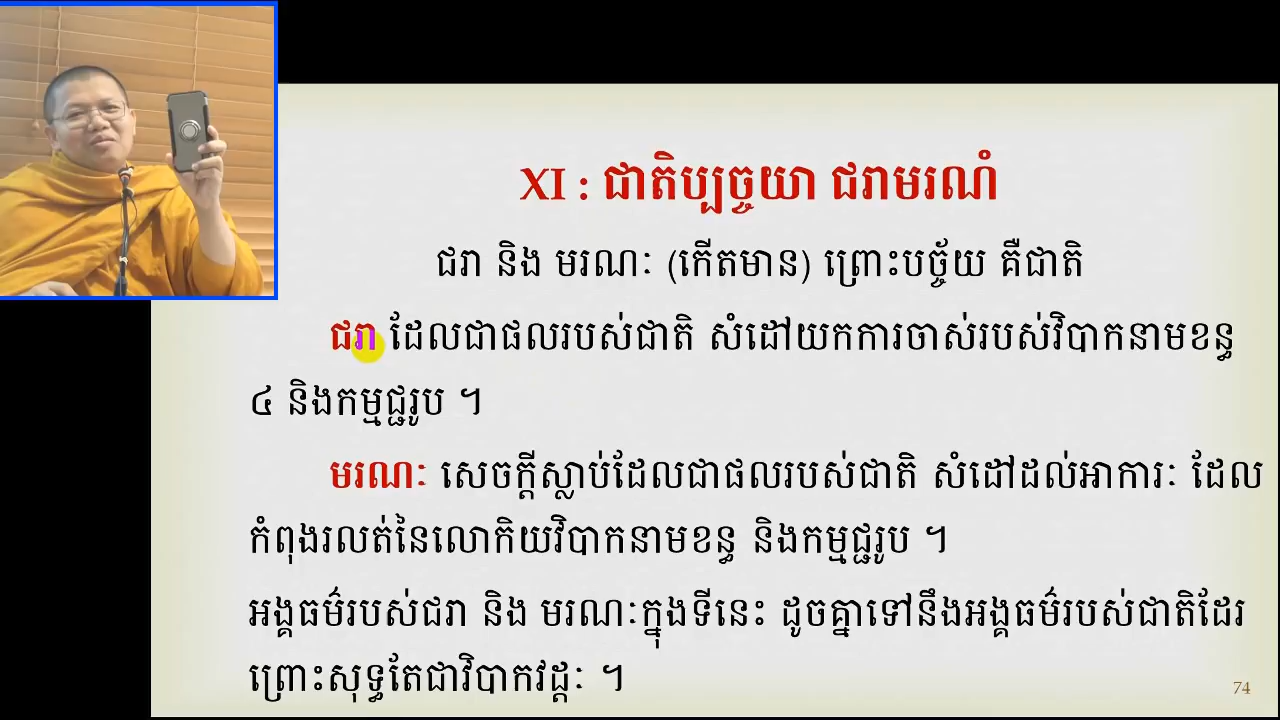 XI : ជាតិប្បច្ចយា ជរាមរណំ
ជរា និង មរណៈ (កើតមាន) ព្រោះបច្ច័យ គឺជាតិ
ជរា ដែលជាផលរបស់ជាតិ សំដៅយកការចាស់របស់វិបាកនាមខន្ធ
៤ និងកម្មជ្ជរូប ។
មរណៈ សេចក្តីស្លាប់ដែលជាផលរបស់ជាតិ សំដៅដល់អាការៈ ដែល
កំពុងរលត់នៃលោកិយវិបាកនាមខន្ធ និងកម្មជ្ជរូប ។
អង្គធម៌របស់ជរា និង មរណៈក្នុងទីនេះ ដូចគ្នាទៅនឹងអង្គធម៌របស់ជាតិដែរ
ព្រោះសុទ្ធតែជាវិបាកវដ្តៈ ។
74